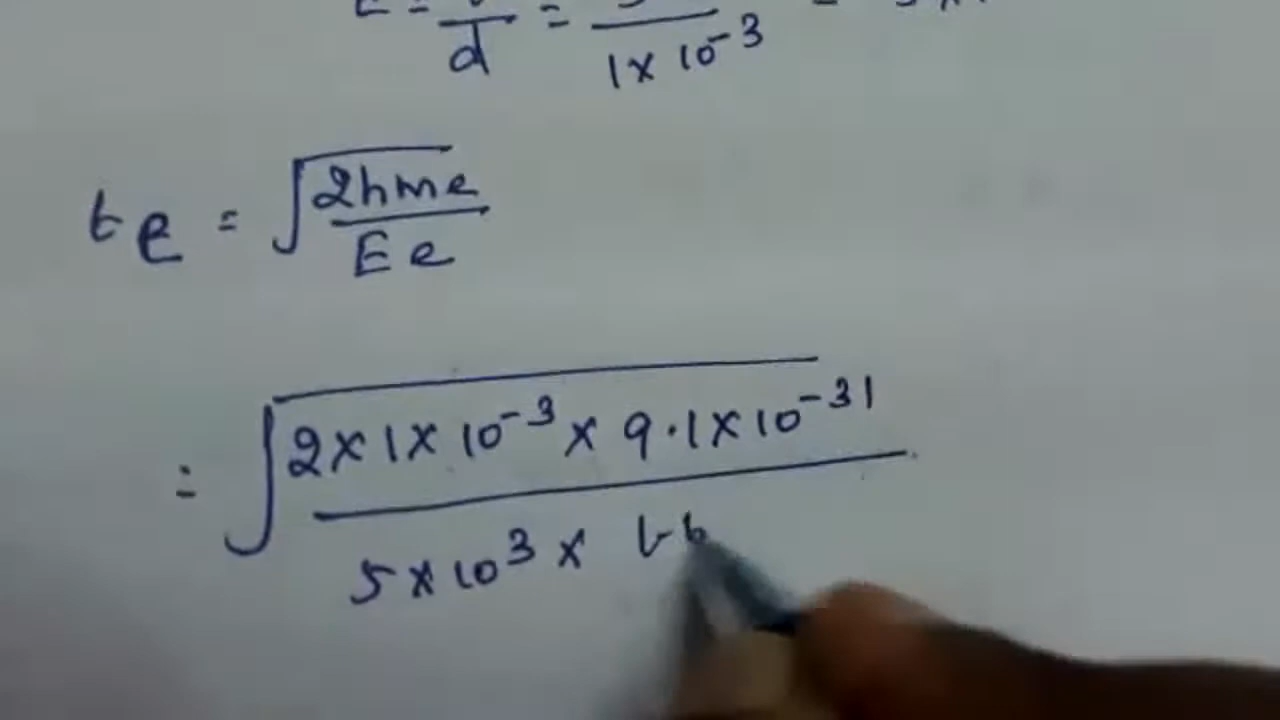 d = 1 x 10⁻³
te = √(2hme / Ee)
= √(2 x 1 x 10⁻³ x 9.1 x 10⁻³¹ / 5 x 10³ x 1.6